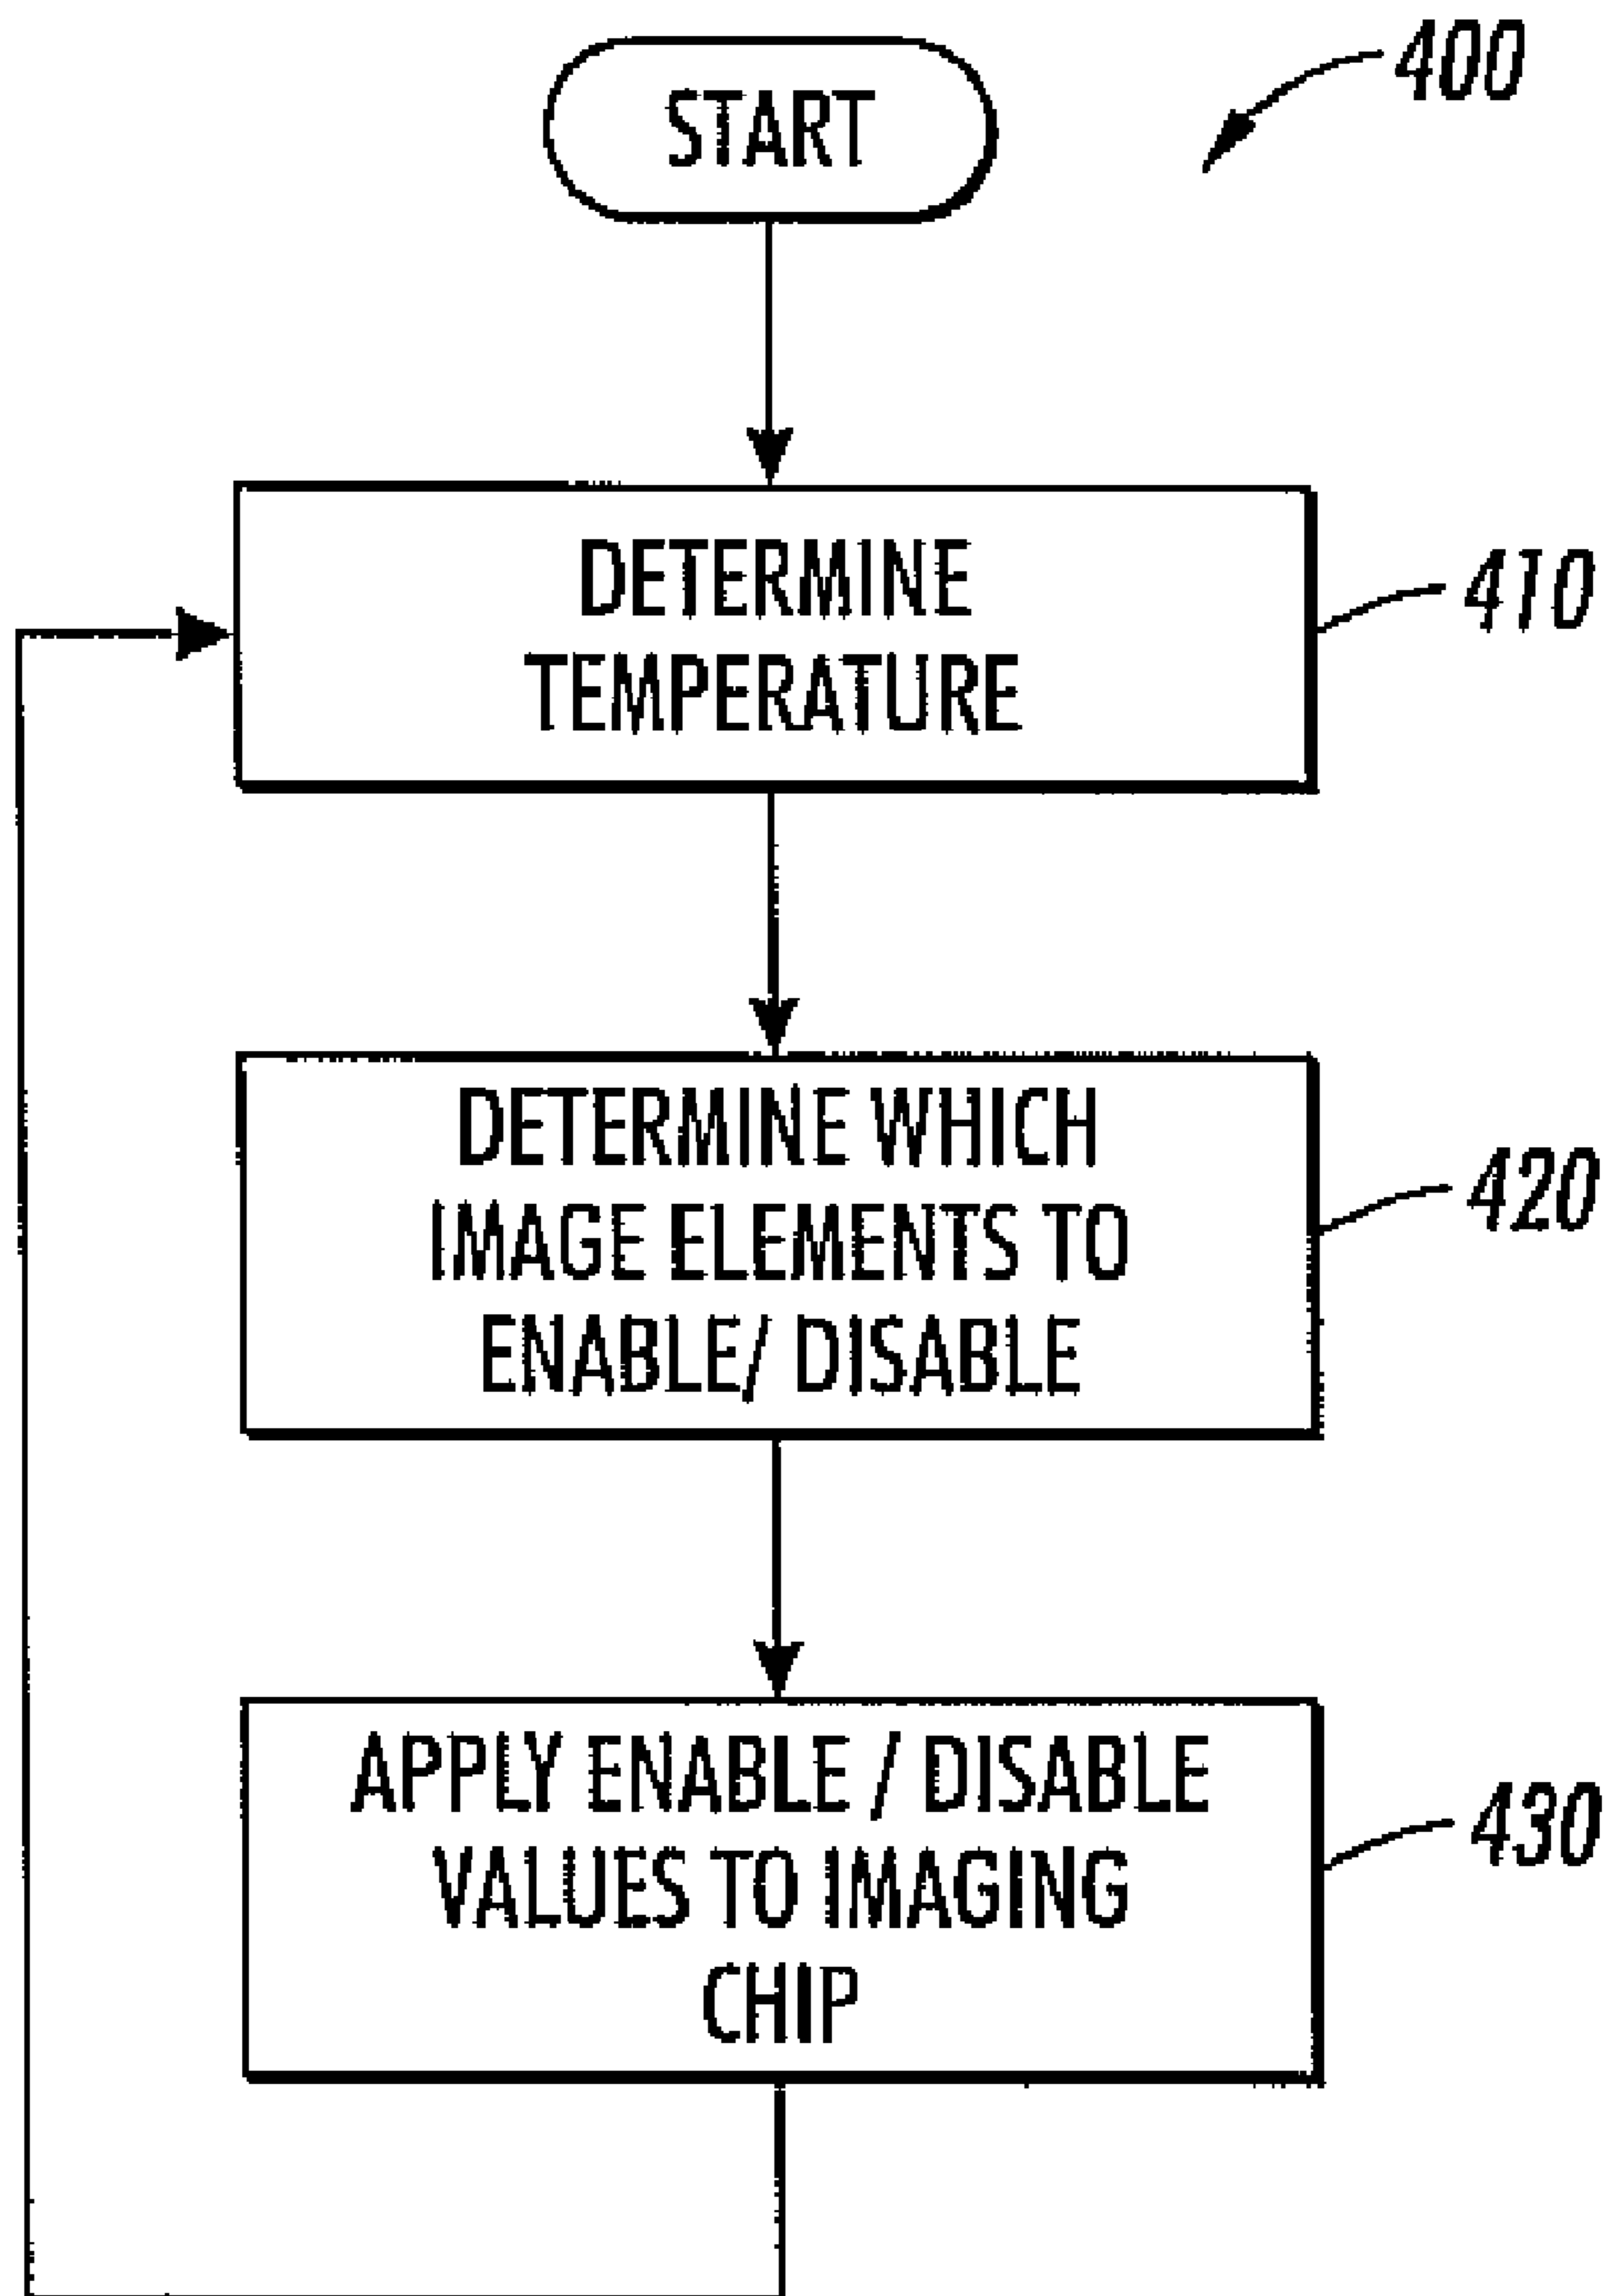 400
START
DETERMINE
TEMPERATURE
410
DETERMINE WHICH
IMAGE ELEMENTS TO
ENABLE/ DISABLE
420
APPLY ENABLE / DISABLE
VALUES TO IMAGING
CHIP
430